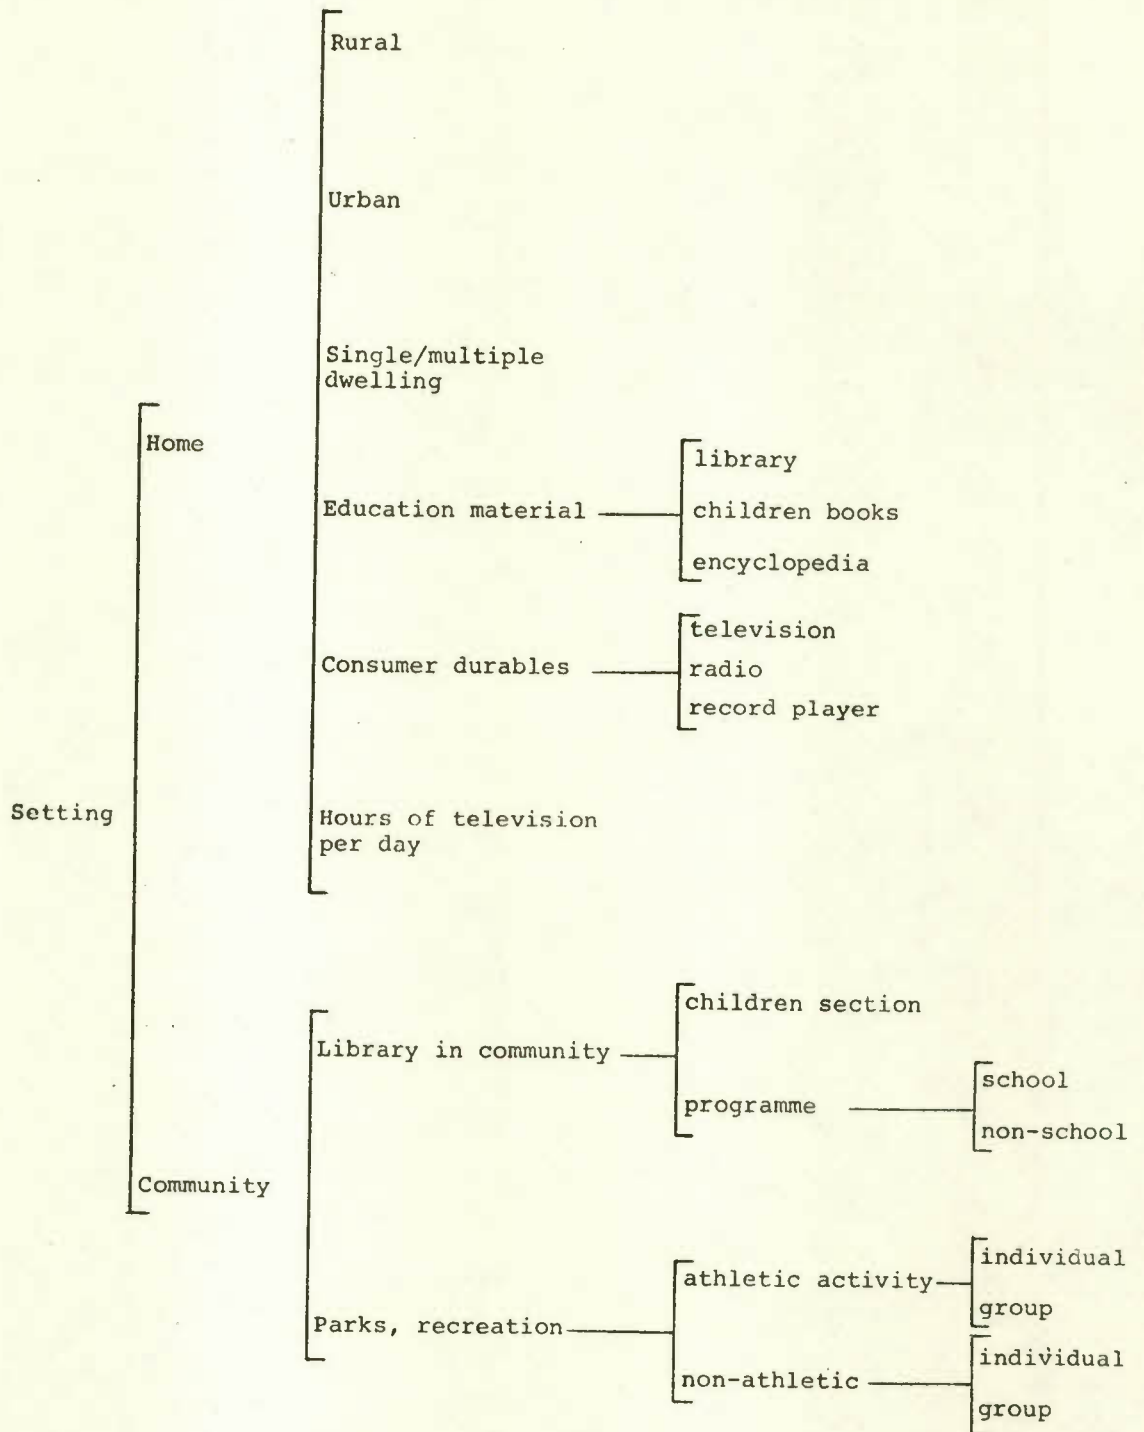 Rural
Urban
Single/multiple
dwelling
Home
library
Education material
children books
encyclopedia
television
Consumer durables
radio
record player
Setting
Hours of television
per day
children section
Library in community
school
programme
non-school
Community
individual
athletic activity
group
Parks, recreation
individual
non-athletic
group